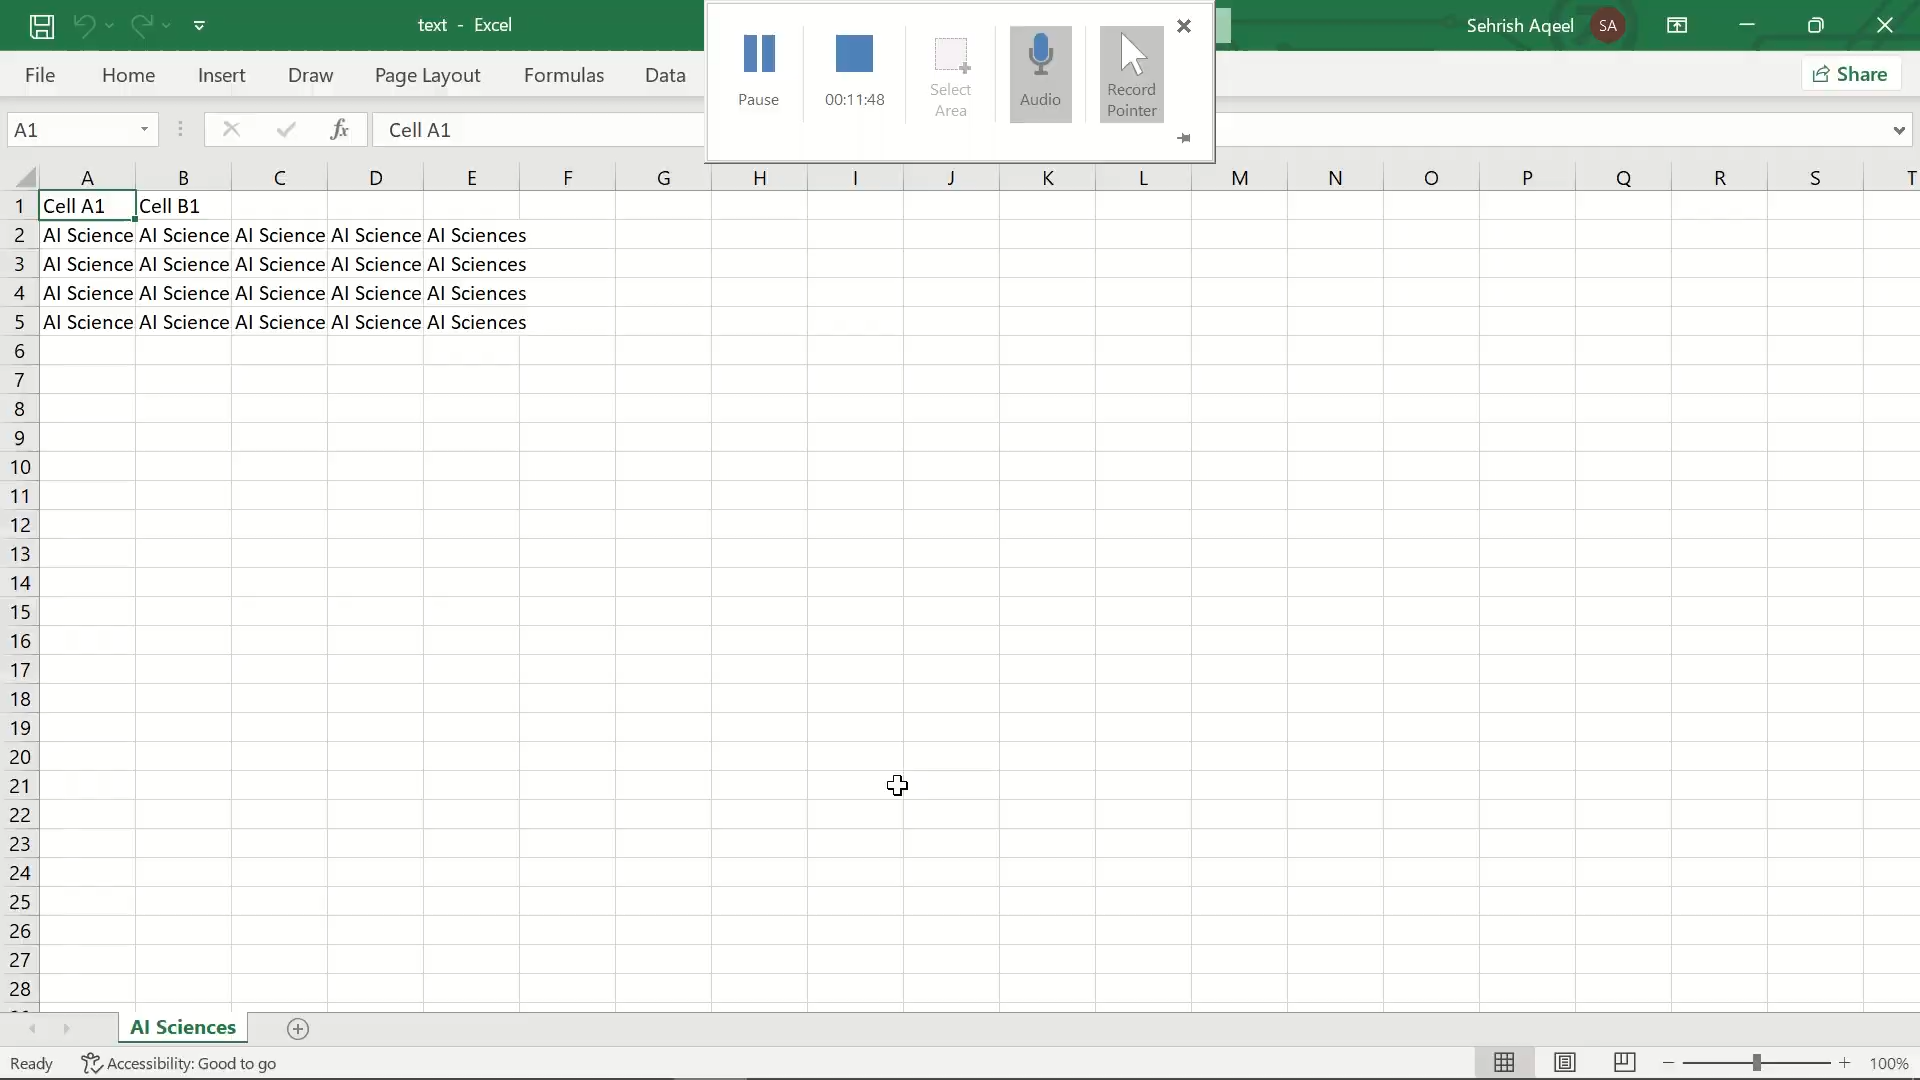 text - Excel
Sehrish Aqeel SA
File Home Insert Draw Page Layout Formulas Data
Share
Pause
00:11:48
Select
Area
Audio
Record
Pointer
A1
fx
Cell A1
A B C D E F G H I J K L M N O P Q R S T
1 Cell A1 Cell B1
2 AI Science AI Science AI Science AI Science AI Sciences
3 AI Science AI Science AI Science AI Science AI Sciences
4 AI Science AI Science AI Science AI Science AI Sciences
5 AI Science AI Science AI Science AI Science AI Sciences
6
7
8
9
10
11
12
13
14
15
16
17
18
19
20
21
22
23
24
25
26
27
28
AI Sciences
Ready Accessibility: Good to go 100%